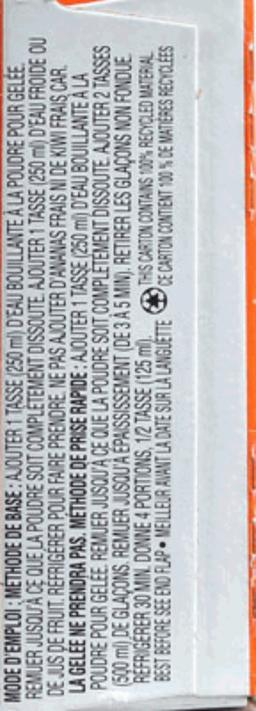 MODE D'EMPLOI : MÉTHODE DE BASE : AJOUTER 1 TASSE (250 ml) D'EAU BOUILLANTE À LA POUDRE POUR GELÉE.
REMUER JUSQU'À CE QUE LA POUDRE SOIT COMPLÈTEMENT DISSOUTE. AJOUTER 1 TASSE (250 ml) D'EAU FROIDE OU
DE JUS DE FRUIT. RÉFRIGÉRER POUR FAIRE PRENDRE. NE PAS AJOUTER D'ANANAS FRAIS NI DE KIWI FRAIS CAR
LA GELÉE NE PRENDRA PAS. MÉTHODE DE PRISE RAPIDE : AJOUTER 1 TASSE (250 ml) D'EAU BOUILLANTE À LA
POUDRE POUR GELÉE. REMUER JUSQU'À CE QUE LA POUDRE SOIT COMPLÈTEMENT DISSOUTE. AJOUTER 2 TASSES
(500 ml) DE GLAÇONS. REMUER JUSQU'À ÉPAISSISSEMENT (DE 3 À 5 MIN). RETIRER LES GLAÇONS NON FONDUE.
RÉFRIGÉRER 30 MIN. DONNE 4 PORTIONS, 1/2 TASSE (125 ml).
THIS CARTON CONTAINS 100% RECYCLED MATERIAL.
BEST BEFORE SEE END FLAP • MEILLEUR AVANT LA DATE SUR LA LANGUETTE
CE CARTON CONTIENT 100 % DE MATIÈRES RECYCLÉES